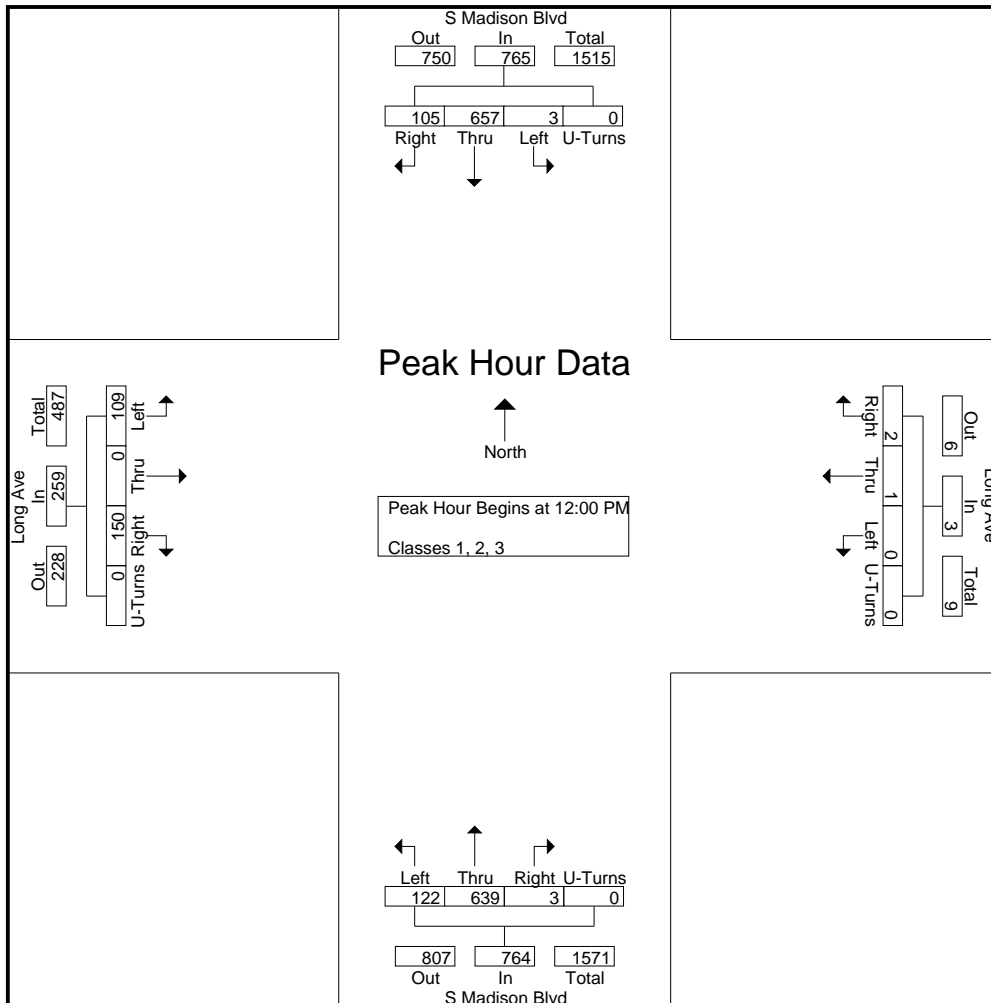 S Madison Blvd
Out In Total
750 765 1515
105 657 3 0
Right Thru Left U-Turns
Peak Hour Data
North
Peak Hour Begins at 12:00 PM
Classes 1, 2, 3
Long Ave
Total In Out
487 259 228
109 0 150 0
Left Thru Right U-Turns
Right Thru Left U-Turns
2 1 0 0
6 3 9
Out In Total
Long Ave
Left Thru Right U-Turns
122 639 3 0
807 764 1571
Out In Total
S Madison Blvd